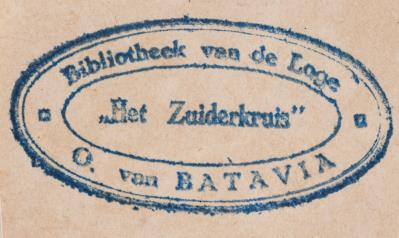 Bibliotheek van de Loge
„Het Zuiderkruis”
O. van BATAVIA